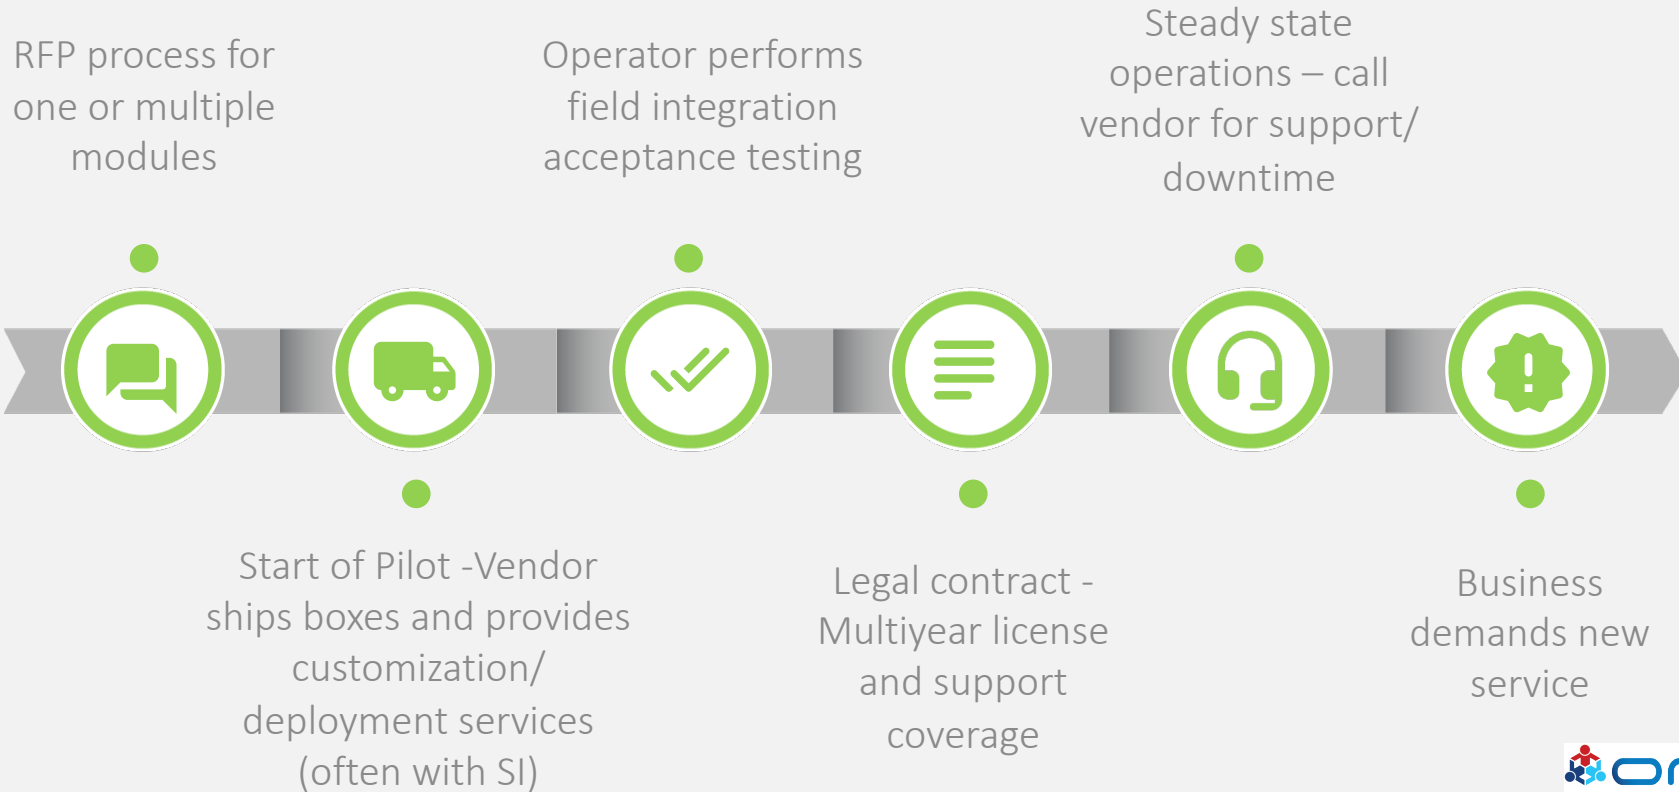 RFP process for
one or multiple
modules
Start of Pilot -Vendor
ships boxes and provides
customization/
deployment services
(often with SI)
Operator performs
field integration
acceptance testing
Legal contract -
Multiyear license
and support
coverage
Steady state
operations – call
vendor for support/
downtime
Business
demands new
service